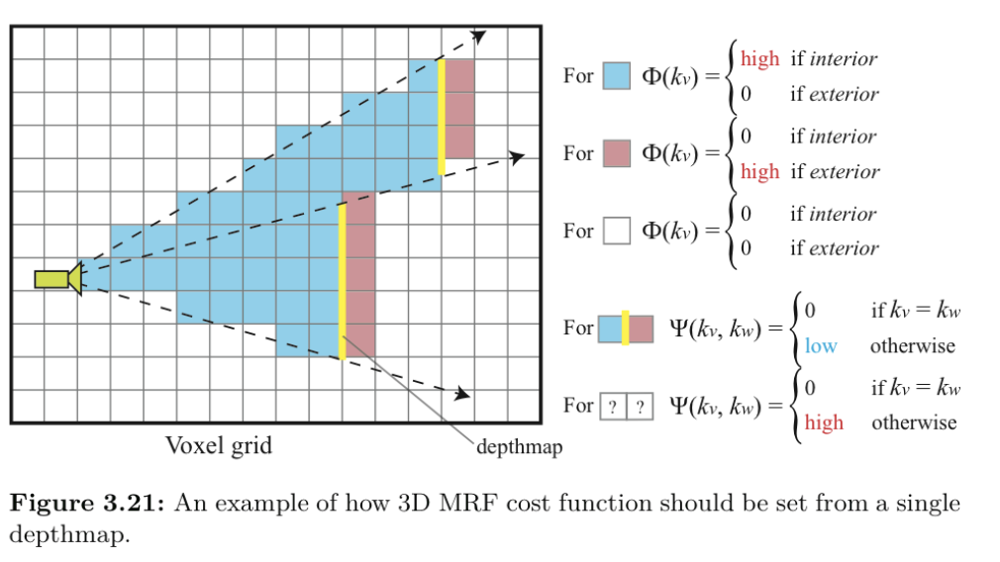 For Φ(kv) = { high if interior
0 if exterior
For Φ(kv) = { 0 if interior
high if exterior
For Φ(kv) = { 0 if interior
0 if exterior
For Ψ(kv, kw) = { 0 if kv = kw
low otherwise
For ? ? Ψ(kv, kw) = { 0 if kv = kw
high otherwise
Voxel grid
depthmap
Figure 3.21: An example of how 3D MRF cost function should be set from a single
depthmap.